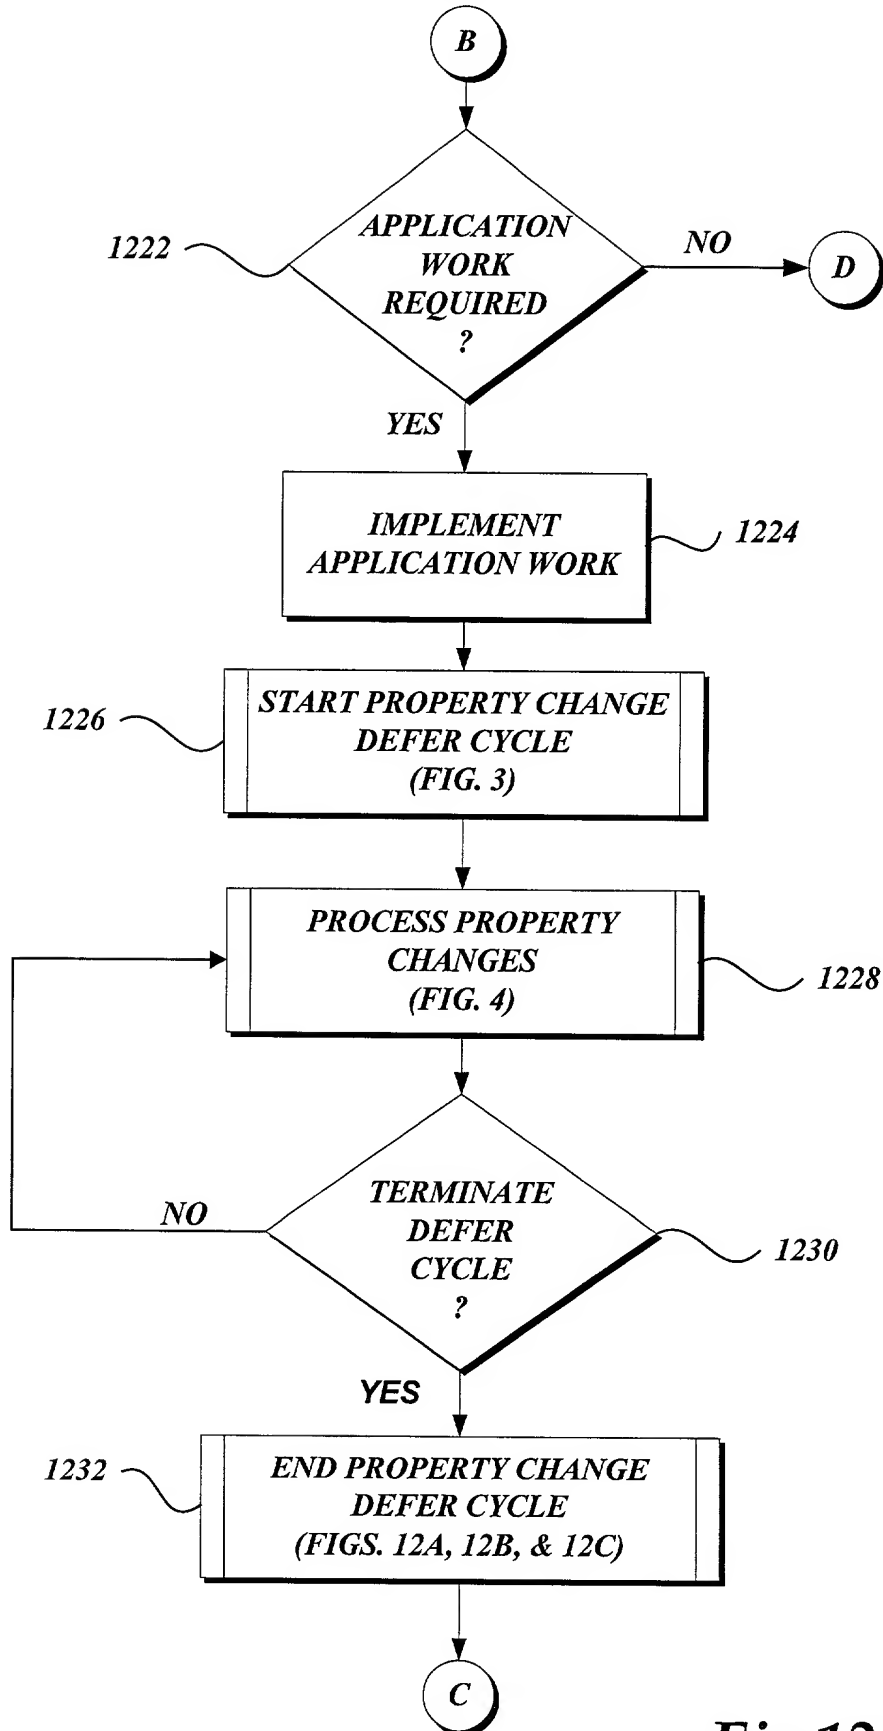 B
APPLICATION
WORK
REQUIRED
?
1222
NO
D
YES
IMPLEMENT
APPLICATION WORK
1224
START PROPERTY CHANGE
DEFER CYCLE
(FIG. 3)
1226
PROCESS PROPERTY
CHANGES
(FIG. 4)
1228
TERMINATE
DEFER
CYCLE
?
NO
1230
YES
END PROPERTY CHANGE
DEFER CYCLE
(FIGS. 12A, 12B, & 12C)
1232
C